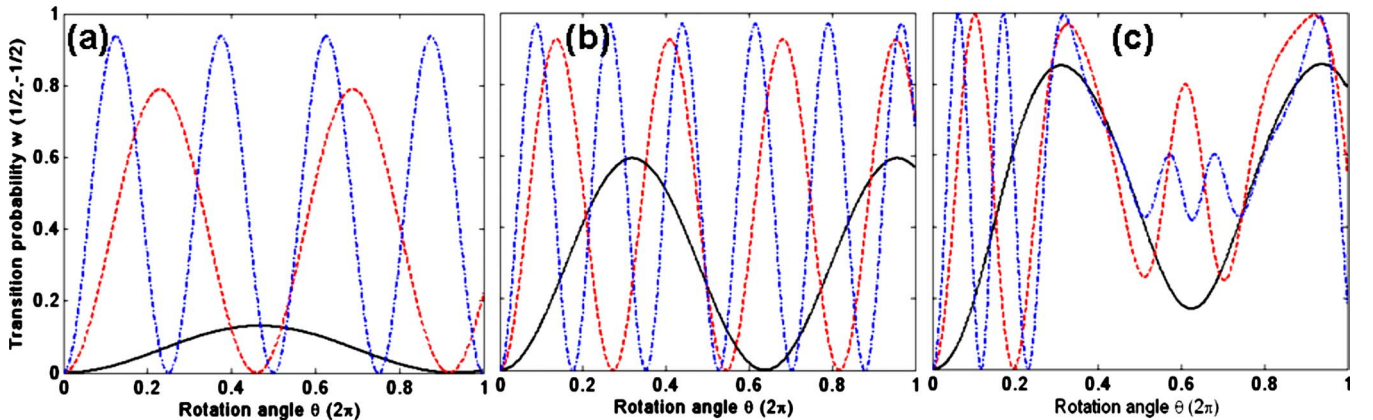 (a)
(b)
(c)
Transition probability w (1/2,-1/2)
1
0.8
0.6
0.4
0.2
0
0 0.2 0.4 0.6 0.8 1
0 0.2 0.4 0.6 0.8 1
0 0.2 0.4 0.6 0.8 1
Rotation angle θ (2π)
Rotation angle θ (2π)
Rotation angle θ (2π)